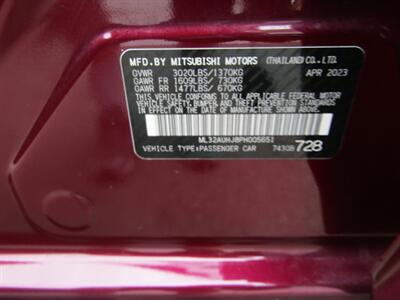 MFD.BY MITSUBISHI MOTORS (THAILAND) CO.,LTD.
GVWR 3020LBS/1370KG APR 2023
GAWR FR 1609LBS/ 730KG
GAWR RR 1477LBS/ 670KG
THIS VEHICLE CONFORMS TO ALL APPLICABLE FEDERAL
MOTOR VEHICLE SAFETY, BUMPER, AND THEFT PREVENTION
STANDARDS IN EFFECT ON THE DATE OF MANUFACTURE
SHOWN ABOVE.
ML32AUHJ8PH005651
VEHICLE TYPE:PASSENGER CAR 7430B 728